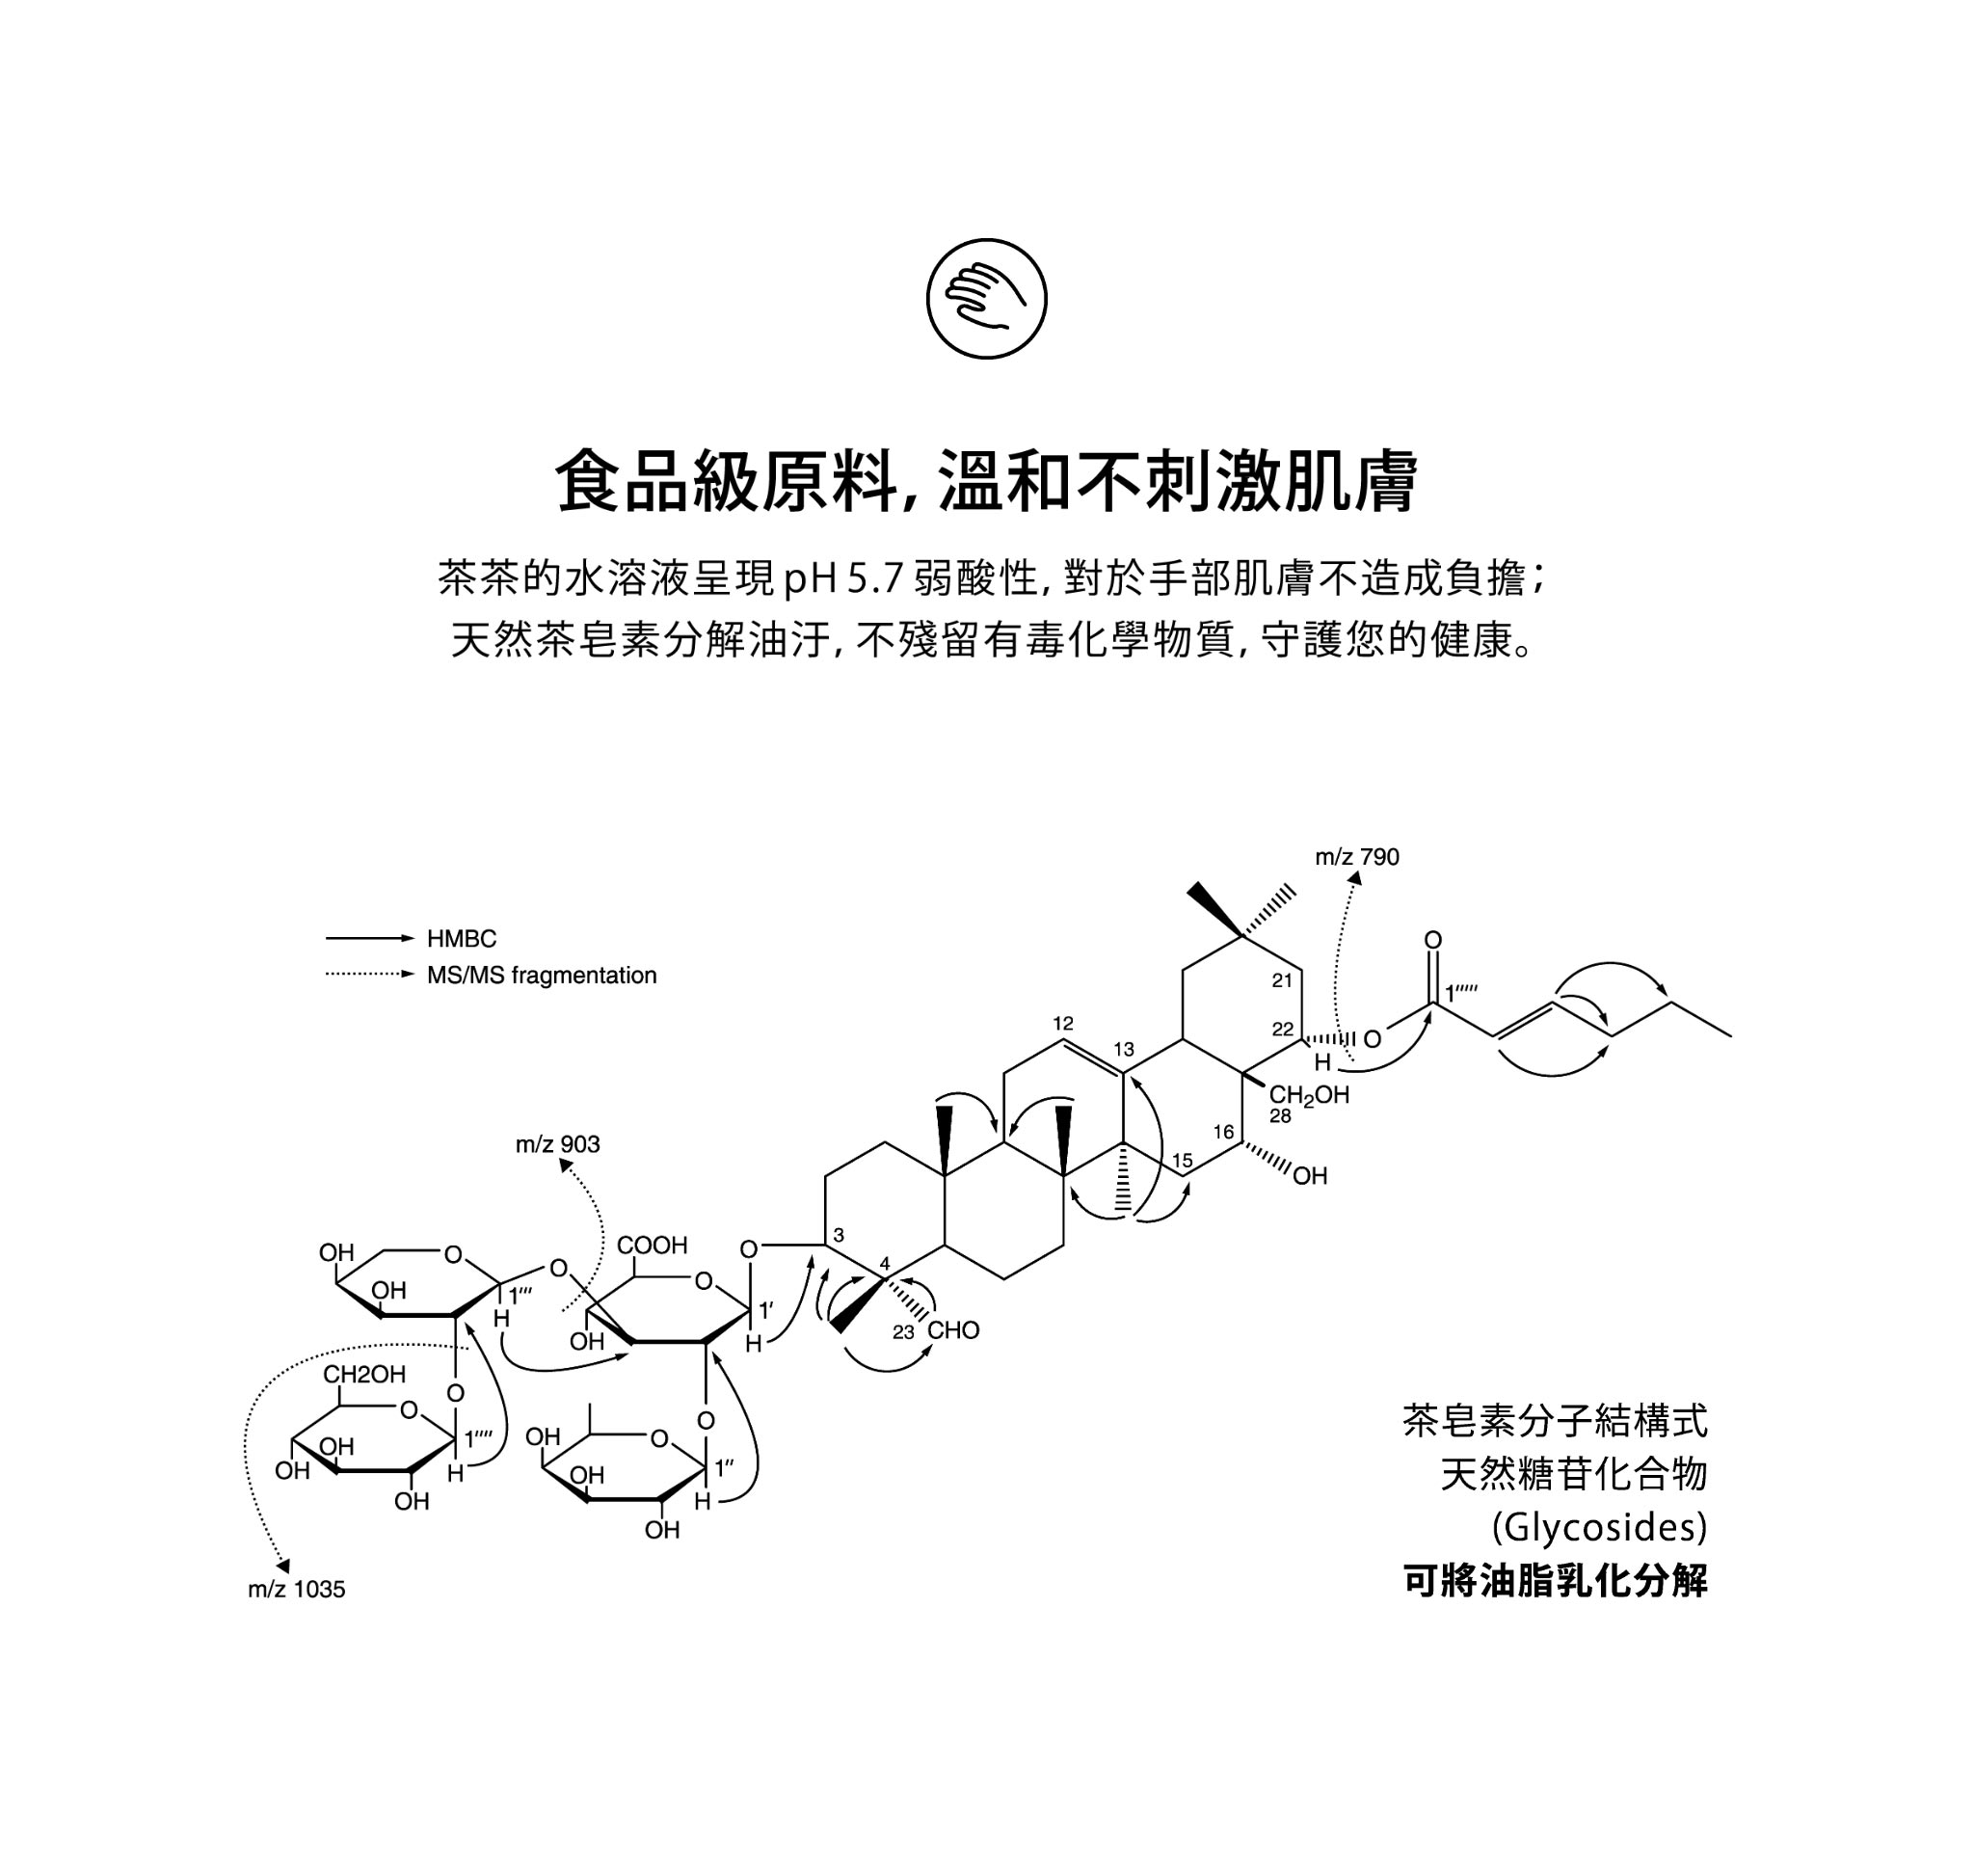 食品級原料, 溫和不刺激肌膚
茶茶的水溶液呈現 pH 5.7 弱酸性, 對於手部肌膚不造成負擔;
天然茶皂素分解油汙, 不殘留有毒化學物質, 守護您的健康。
HMBC
MS/MS fragmentation
m/z 790
O
1′′′′′
21
22
O
H
12
13
CH₂OH
28
16
OH
15
m/z 903
3
4
23
CHO
O
COOH
O
1′
H
OH
O
OH
O
OH
1′′′
H
CH2OH
O
O
1′′′′
H
OH
OH
OH
O
O
1′′
H
OH
OH
OH
m/z 1035
茶皂素分子結構式
天然糖苷化合物
(Glycosides)
可將油脂乳化分解